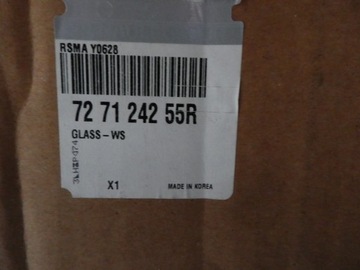 RSMA Y0628
72 71 242 55R
GLASS-WS
X1
MADE IN KOREA